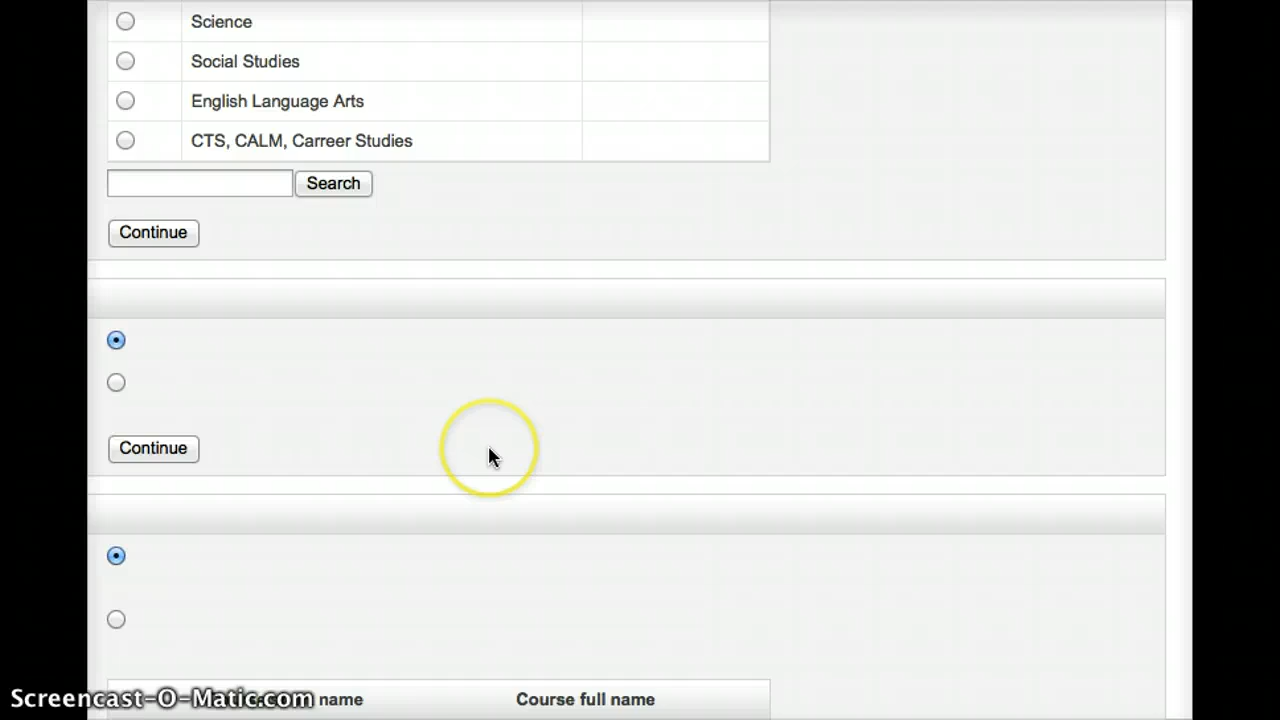 Science
Social Studies
English Language Arts
CTS, CALM, Carreer Studies
Search
Continue
Continue
name Course full name
Screencast-O-Matic.com